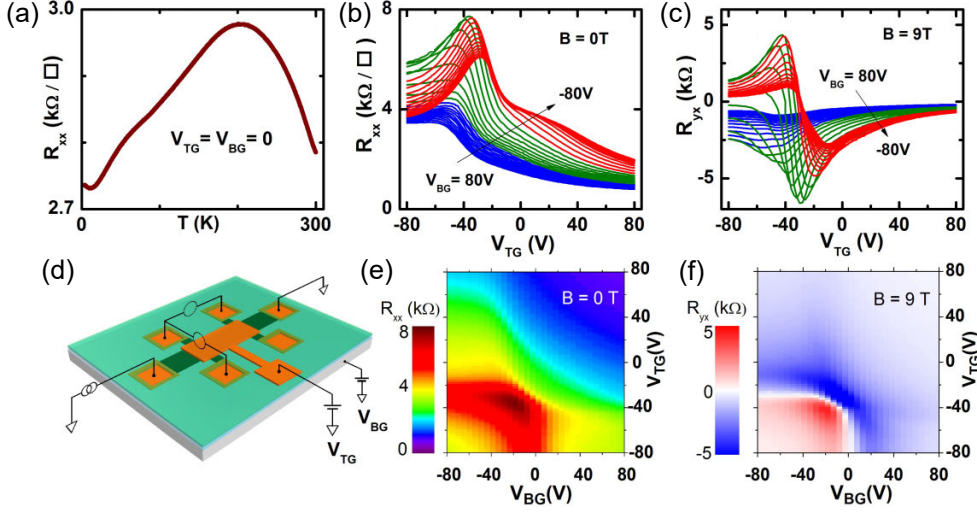 (a)
3.0
2.7
R_xx (kΩ / □)
V_TG = V_BG = 0
0
T (K)
300
(b)
8
4
0
R_xx (kΩ / □)
B = 0T
-80V
V_BG = 80V
-80 -40 0 40 80
V_TG (V)
(c)
5
0
-5
R_yx (kΩ)
B = 9T
V_BG = 80V
-80V
-80 -40 0 40 80
V_TG (V)
(d)
V_BG
V_TG
(e)
R_xx (kΩ)
8
4
0
B = 0 T
80
40
0
-40
-80
V_TG(V)
-80 -40 0 40 80
V_BG(V)
(f)
R_yx (kΩ)
5
0
-5
B = 9 T
80
40
0
-40
-80
V_TG(V)
-80 -40 0 40 80
V_BG(V)